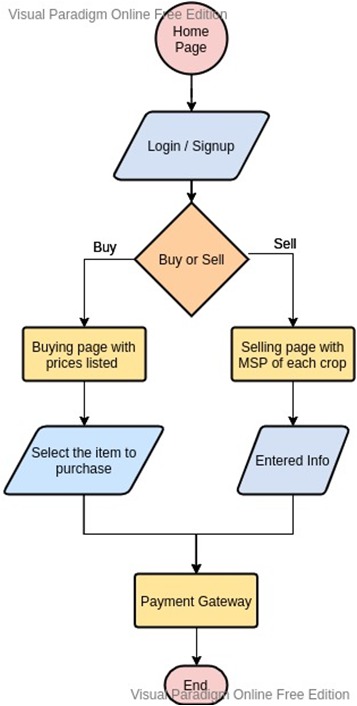 Visual Paradigm Online Free Edition
Home
Page
Login / Signup
Buy or Sell
Buy
Sell
Buying page with
prices listed
Selling page with
MSP of each crop
Select the item to
purchase
Entered Info
Payment Gateway
End
Visual Paradigm Online Free Edition